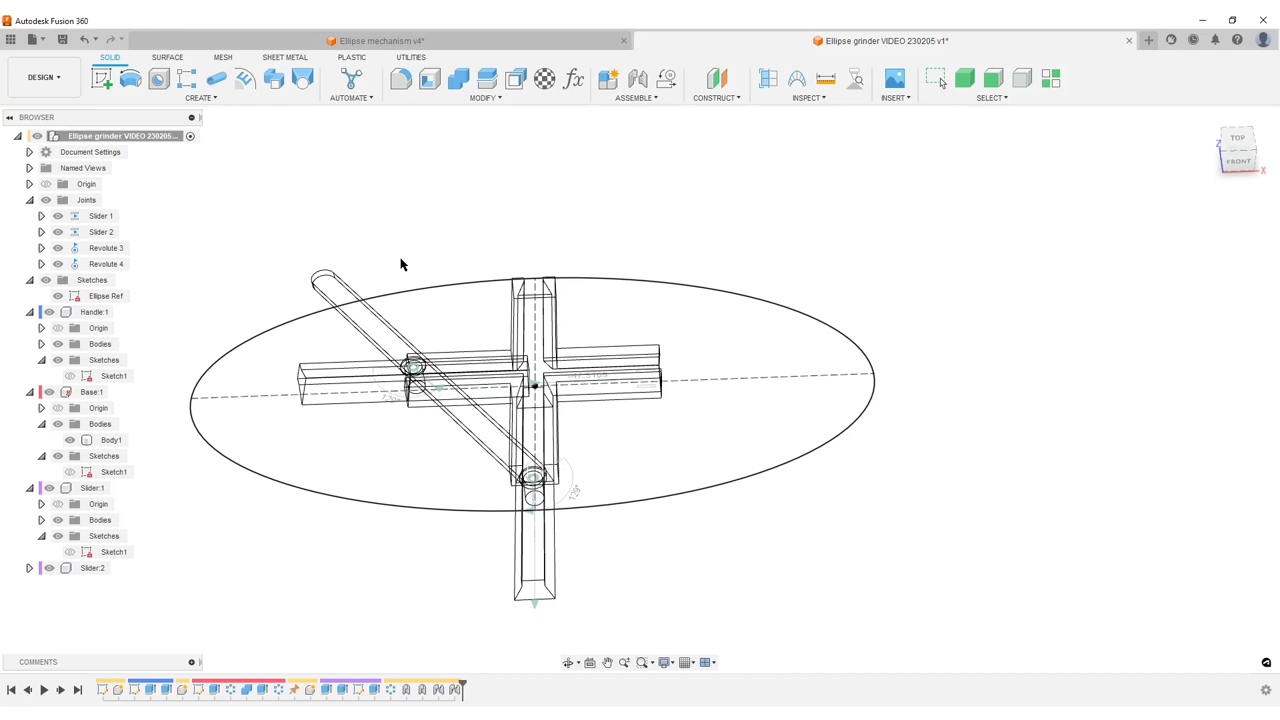 Autodesk Fusion 360
Ellipse mechanism v4*
Ellipse grinder VIDEO 230205 v1*
SOLID
SURFACE
MESH
SHEET METAL
PLASTIC
UTILITIES
DESIGN
CREATE
AUTOMATE
MODIFY
fx
ASSEMBLE
CONSTRUCT
INSPECT
INSERT
SELECT
BROWSER
Ellipse grinder VIDEO 230205...
Document Settings
Named Views
Origin
Joints
Slider 1
Slider 2
Revolute 3
Revolute 4
Sketches
Ellipse Ref
Handle:1
Origin
Bodies
Sketches
Sketch1
Base:1
Origin
Bodies
Body1
Sketches
Sketch1
Slider:1
Origin
Bodies
Sketches
Sketch1
Slider:2
TOP
FRONT
Z
X
129°
COMMENTS